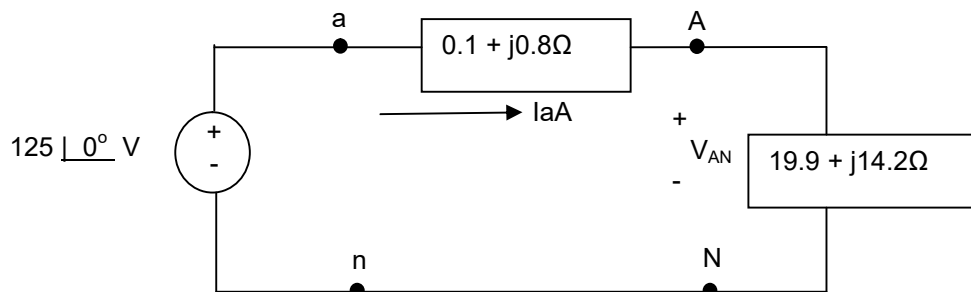 a
A
0.1 + j0.8Ω
IaA
+
-
125 | 0° V
+
V_AN
-
19.9 + j14.2Ω
n
N